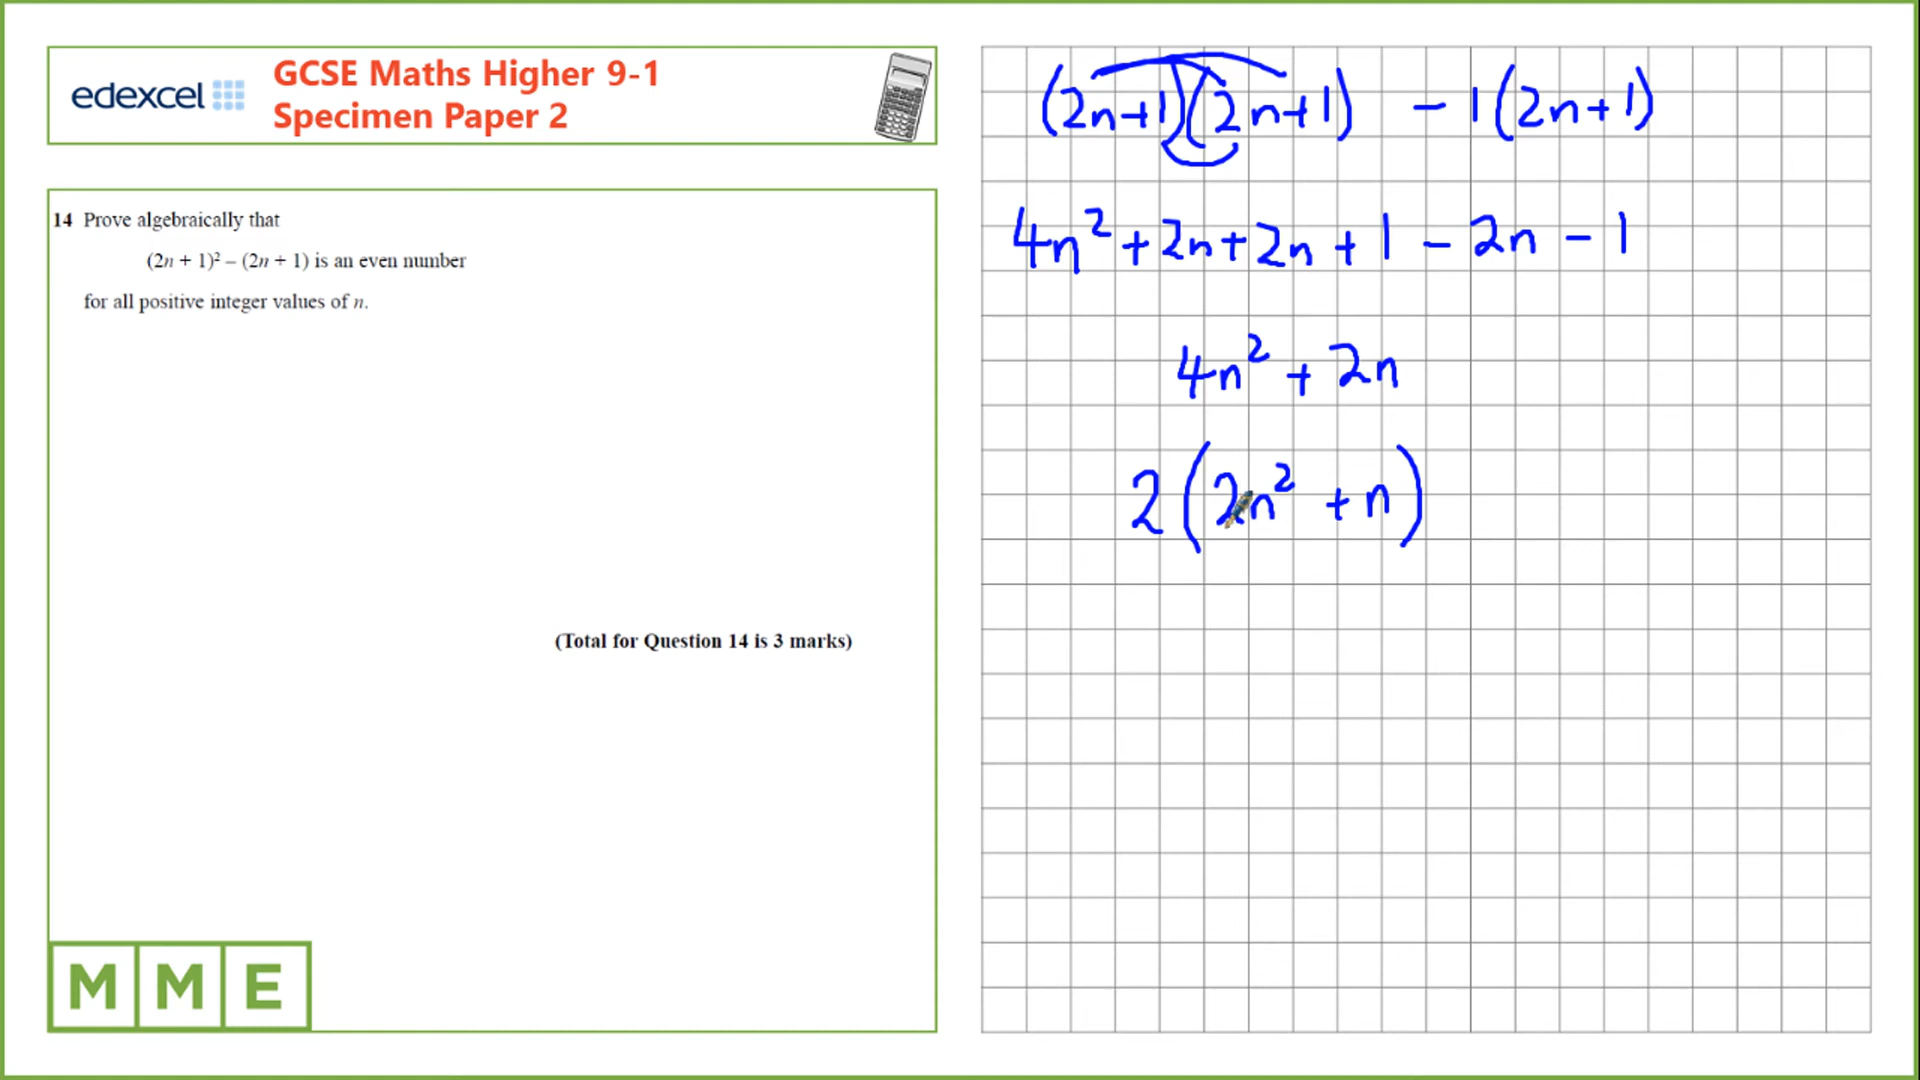 edexcel
GCSE Maths Higher 9-1
Specimen Paper 2
14 Prove algebraically that
(2n + 1)² – (2n + 1) is an even number
for all positive integer values of n.
(Total for Question 14 is 3 marks)
MME
(2n+1)(2n+1) - 1(2n+1)
4n² + 2n + 2n + 1 - 2n - 1
4n² + 2n
2(2n² + n)